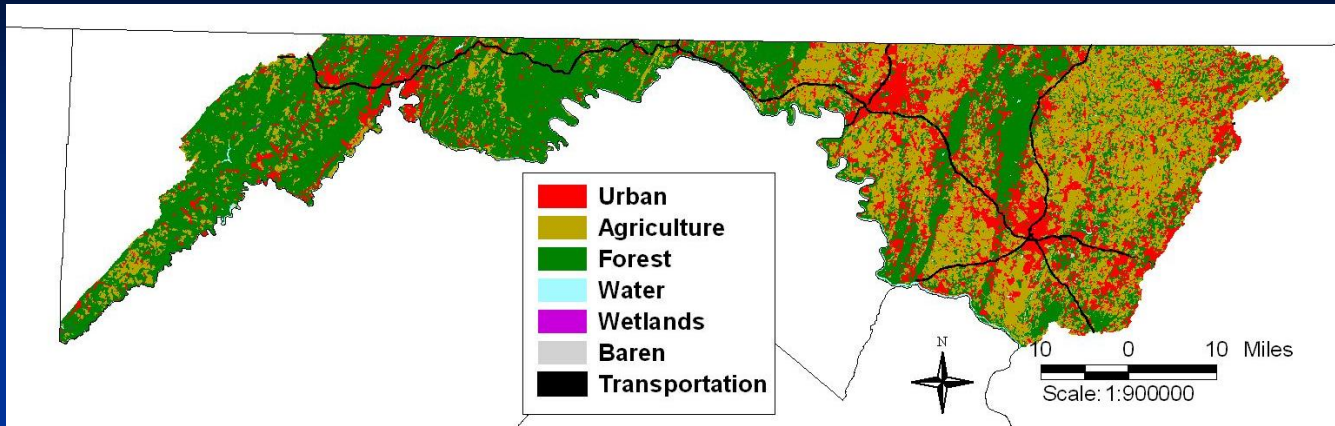 Urban
Agriculture
Forest
Water
Wetlands
Baren
Transportation
N
10 0 10 Miles
Scale: 1:900000